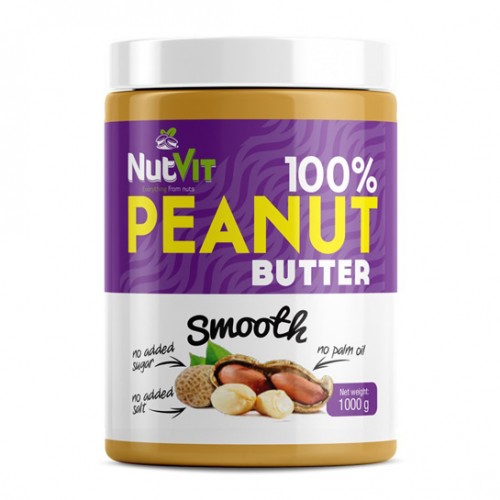 NutVit
Everything from nuts
100%
PEANUT
BUTTER
Smooth
no added
sugar
no palm oil
no added
salt
Net weight:
1000 g